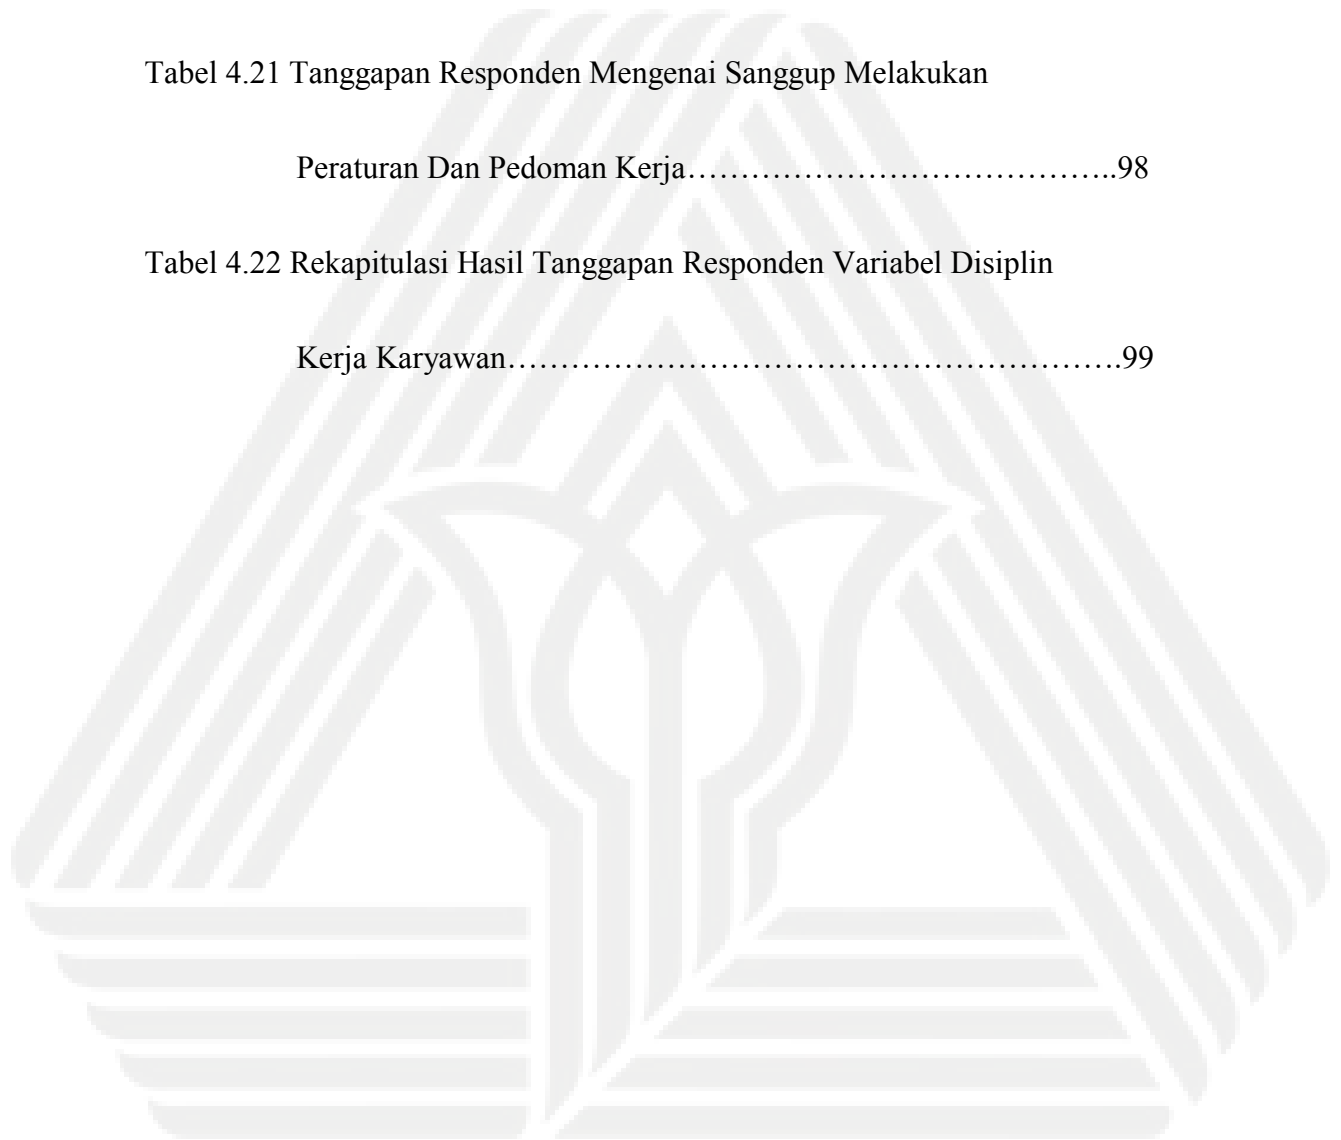 Tabel 4.21 Tanggapan Responden Mengenai Sanggup Melakukan
Peraturan Dan Pedoman Kerja…………………………………..98
Tabel 4.22 Rekapitulasi Hasil Tanggapan Responden Variabel Disiplin
Kerja Karyawan………………………………………………….99